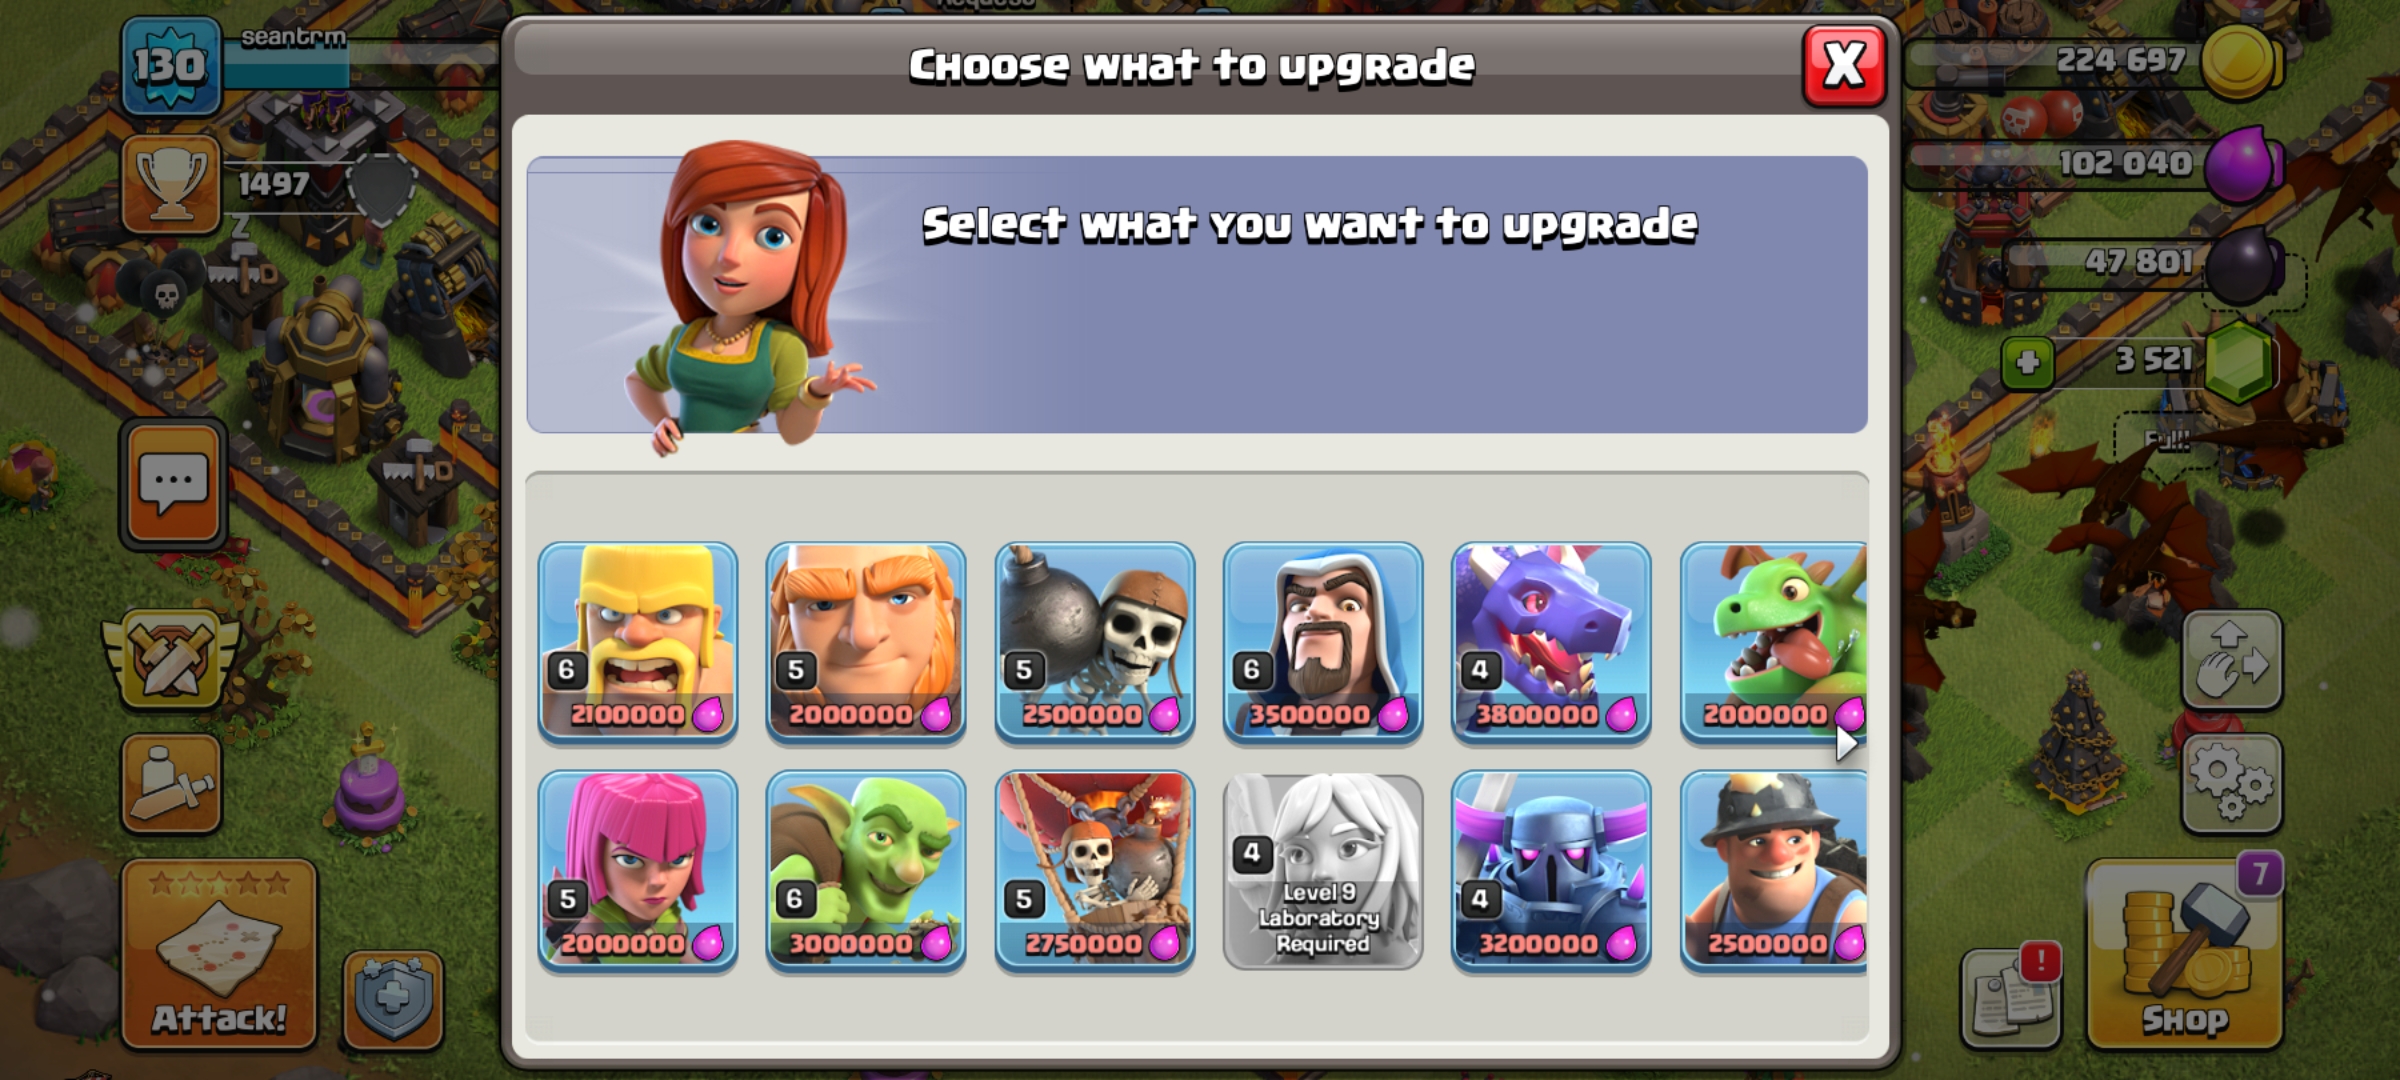 130
seantrm
1497
Z
Choose what to upgrade
X
224 697
102 040
47 801
3 521
Full!
Select what you want to upgrade
6
2100000
5
2000000
5
2500000
6
3500000
4
3800000
2000000
5
2000000
6
3000000
5
2750000
4
Level 9
Laboratory
Required
4
3200000
2500000
Attack!
!
7
Shop